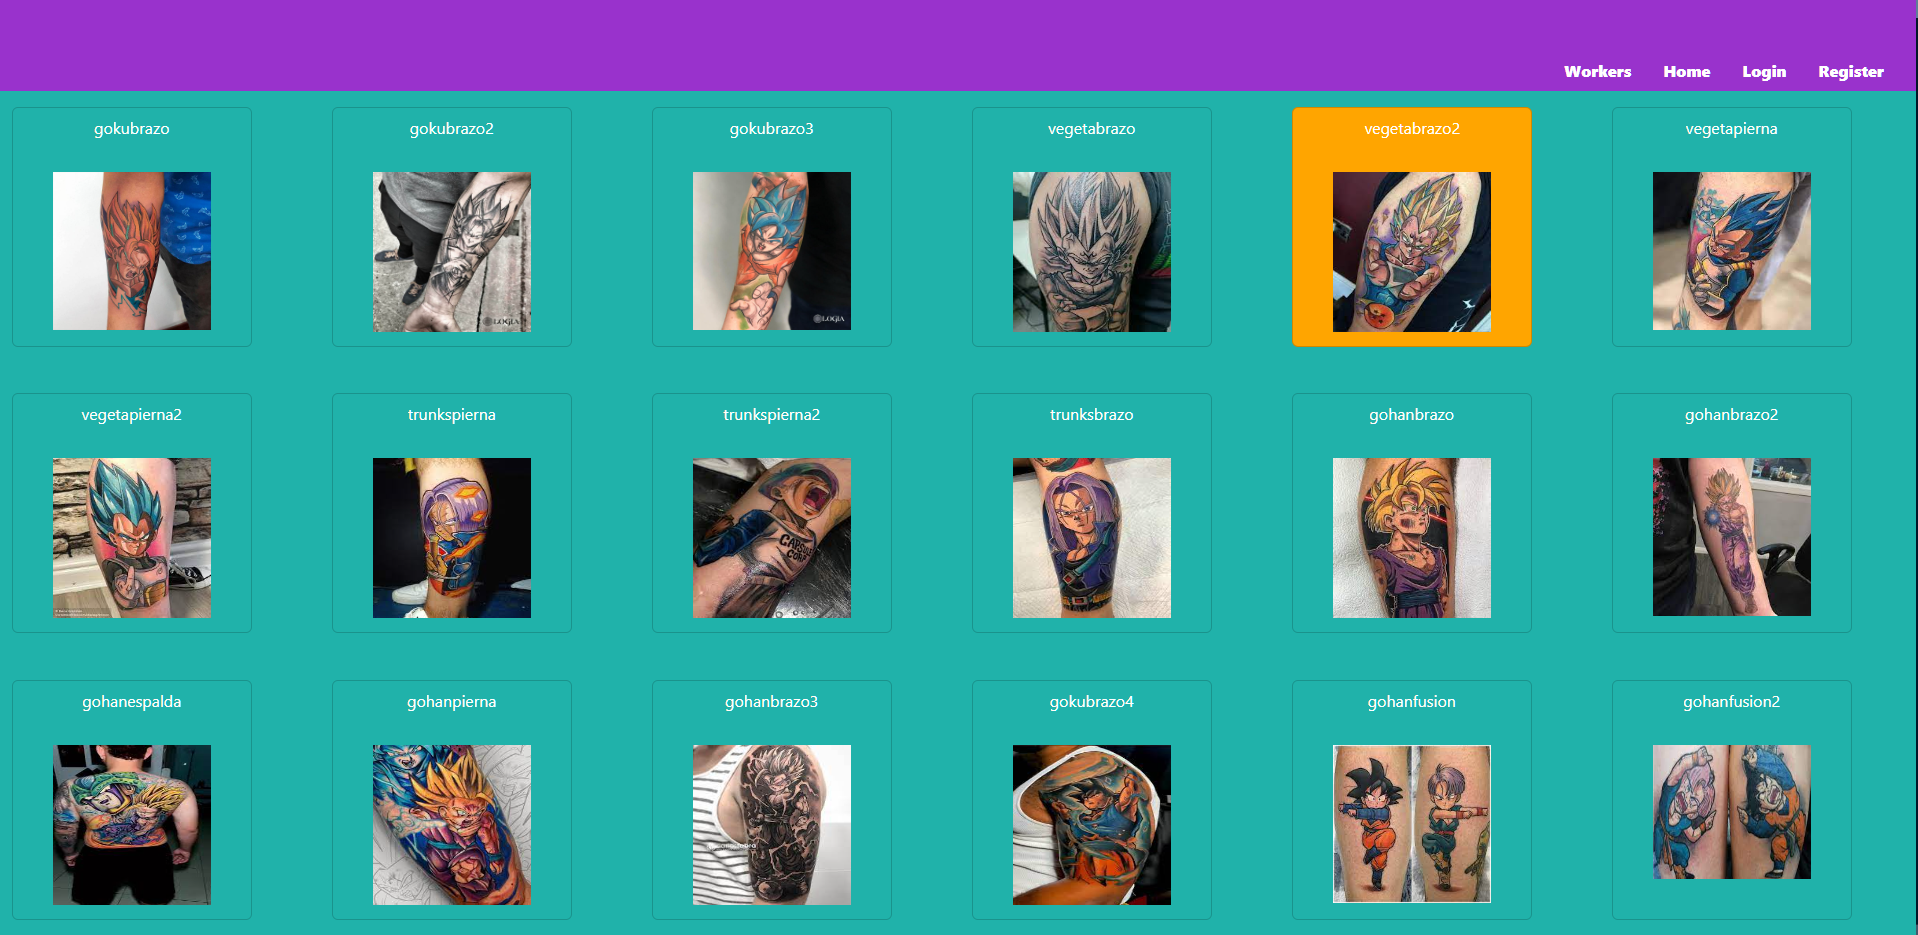 Workers Home Login Register
gokubrazo
gokubrazo2
LOGIA
gokubrazo3
LOGIA
vegetabrazo
vegetabrazo2
vegetapierna
vegetapierna2
trunkspierna
trunkspierna2
CAPSULE
CORP
trunksbrazo
gohanbrazo
gohanbrazo2
gohanespalda
gohanpierna
gohanbrazo3
gokubrazo4
gohanfusion
gohanfusion2